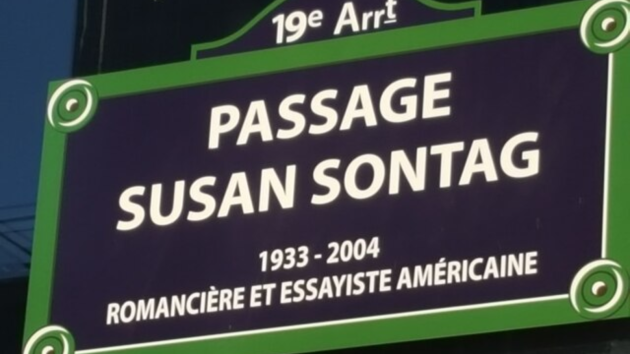 19e Arrt
PASSAGE
SUSAN SONTAG
1933 - 2004
ROMANCIÈRE ET ESSAYISTE AMÉRICAINE